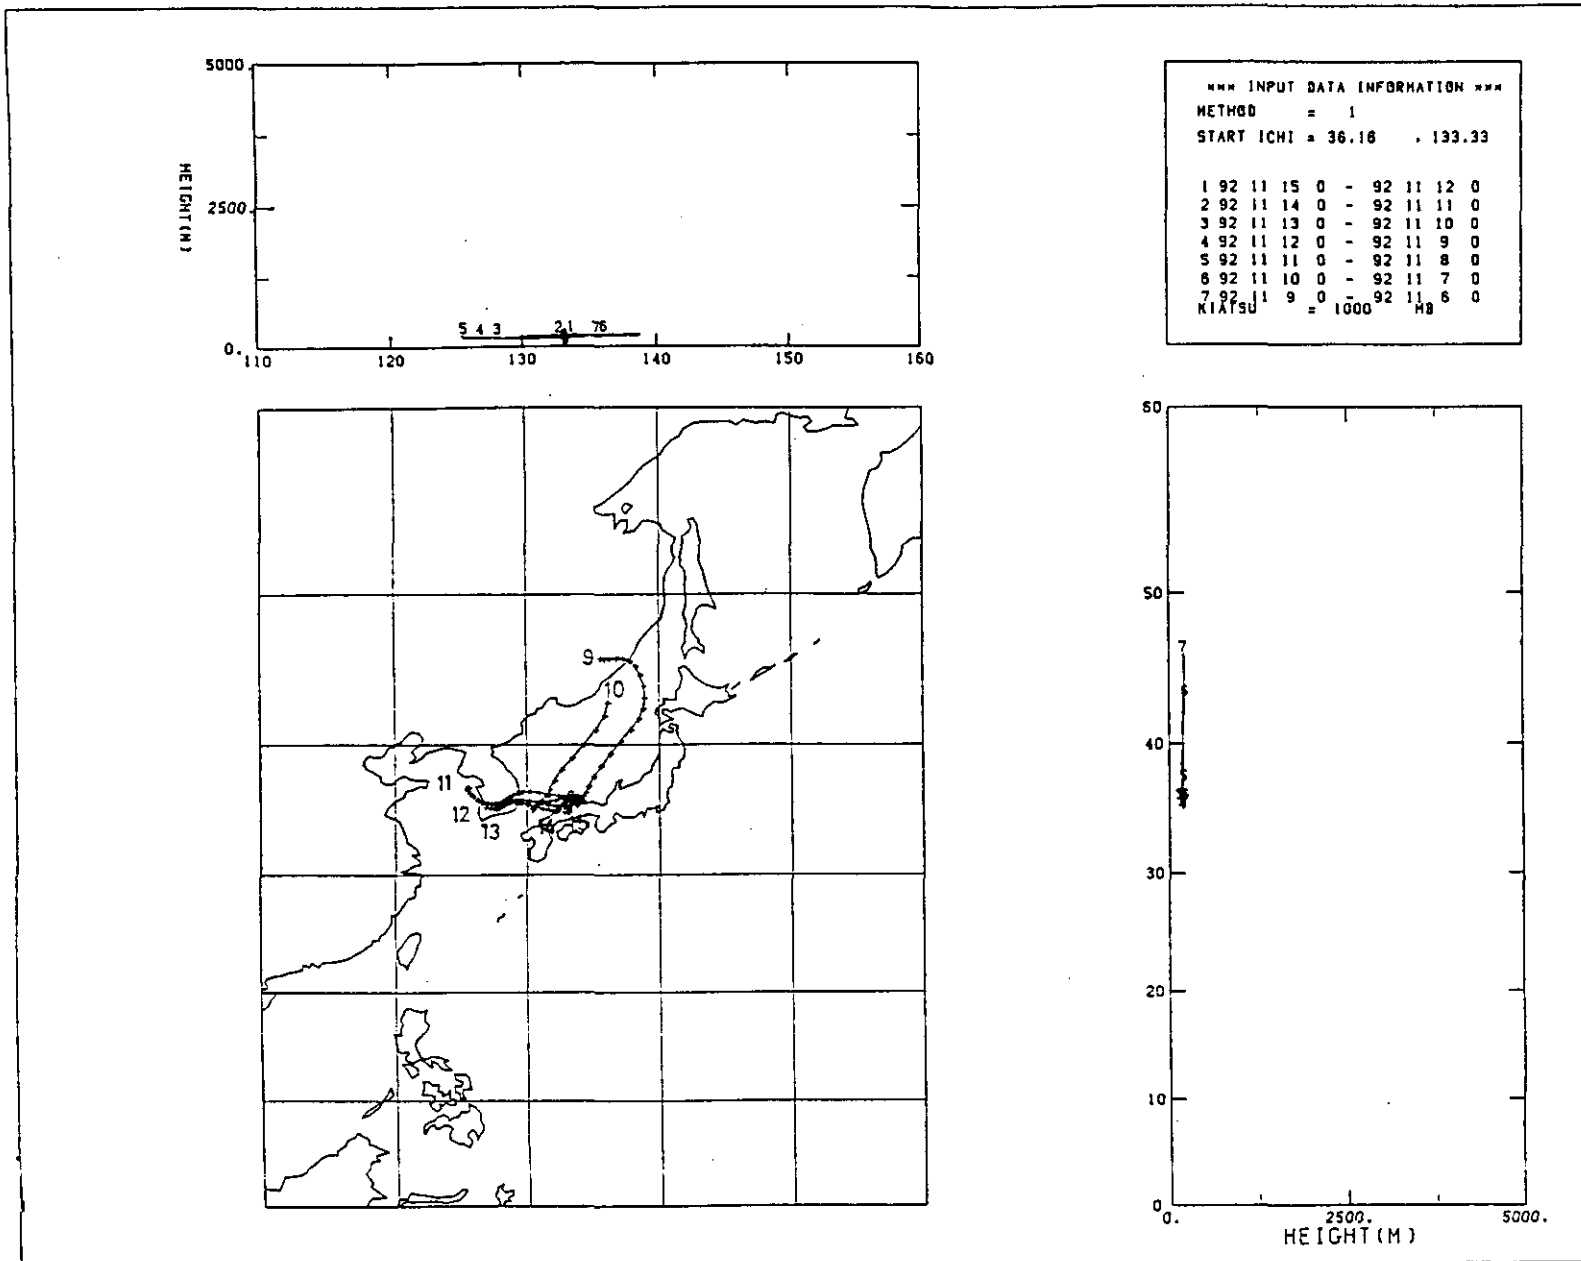 5000.
2500.
0.
HEIGHT(M)
5 4 3 2 1 76
110 120 130 140 150 160
*** INPUT DATA INFORMATION ***
METHOD = 1
START ICHI = 36.16 , 133.33
1 92 11 15 0 - 92 11 12 0
2 92 11 14 0 - 92 11 11 0
3 92 11 13 0 - 92 11 10 0
4 92 11 12 0 - 92 11 9 0
5 92 11 11 0 - 92 11 8 0
6 92 11 10 0 - 92 11 7 0
7 92 11 9 0 - 92 11 6 0
KIATSU = 1000 MB
9
10
11
12
13
60
50
7
40
30
20
10
0
0. 2500. 5000.
HEIGHT(M)